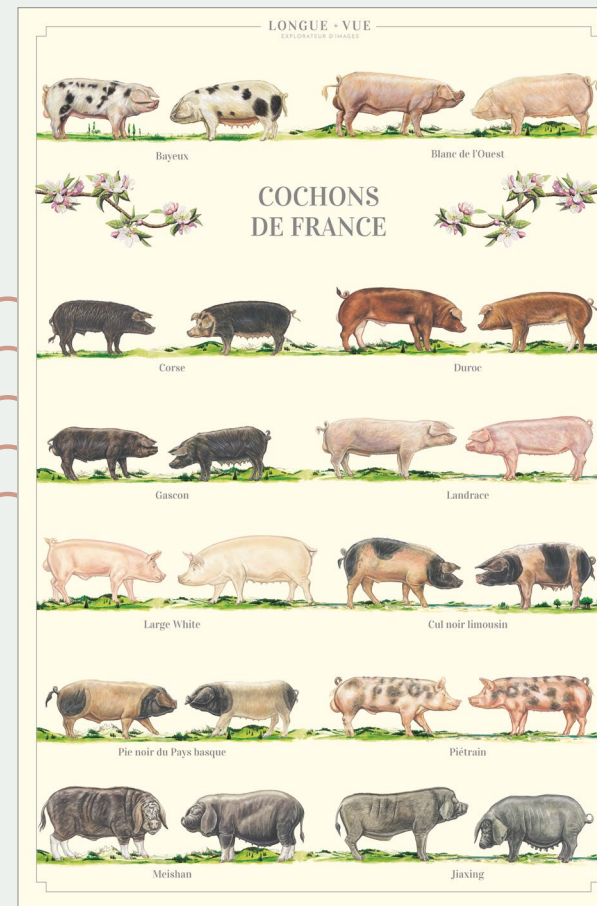 LONGUE + VUE
EXPLORATEUR D'IMAGES
Bayeux
Blanc de l'Ouest
COCHONS
DE FRANCE
Corse
Duroc
Gascon
Landrace
Large White
Cul noir limousin
Pie noir du Pays basque
Piétrain
Meishan
Jiaxing